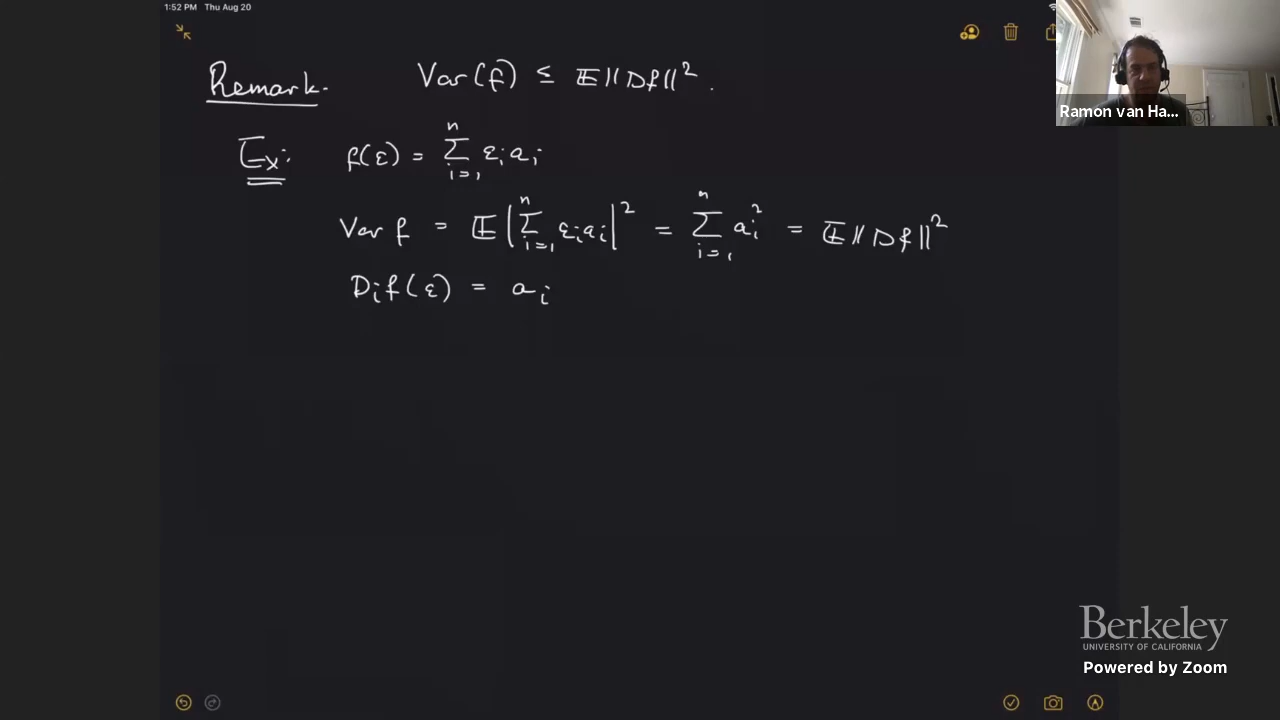 1:52 PM Thu Aug 20
Remark. Var(f) ≤ 𝔼‖Df‖².
Ramon van Ha...
Ex: f(ε) = Σ_{i=1}^{n} ε_i a_i
Var f = 𝔼|Σ_{i=1}^{n} ε_i a_i|² = Σ_{i=1}^{n} a_i² = 𝔼‖Df‖²
D_i f(ε) = a_i
Berkeley
UNIVERSITY OF CALIFORNIA
Powered by Zoom